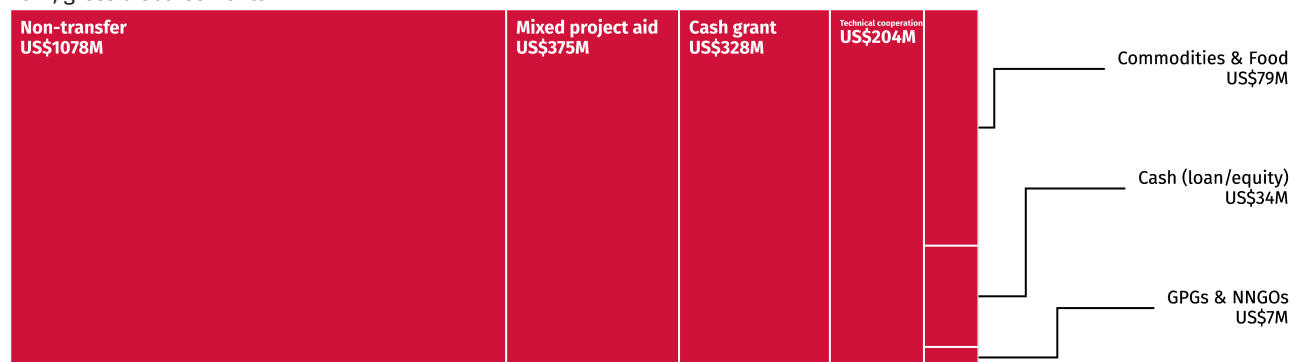 Non-transfer
US$1078M
Mixed project aid
US$375M
Cash grant
US$328M
Technical cooperation
US$204M
Commodities & Food
US$79M
Cash (loan/equity)
US$34M
GPGs & NNGOs
US$7M